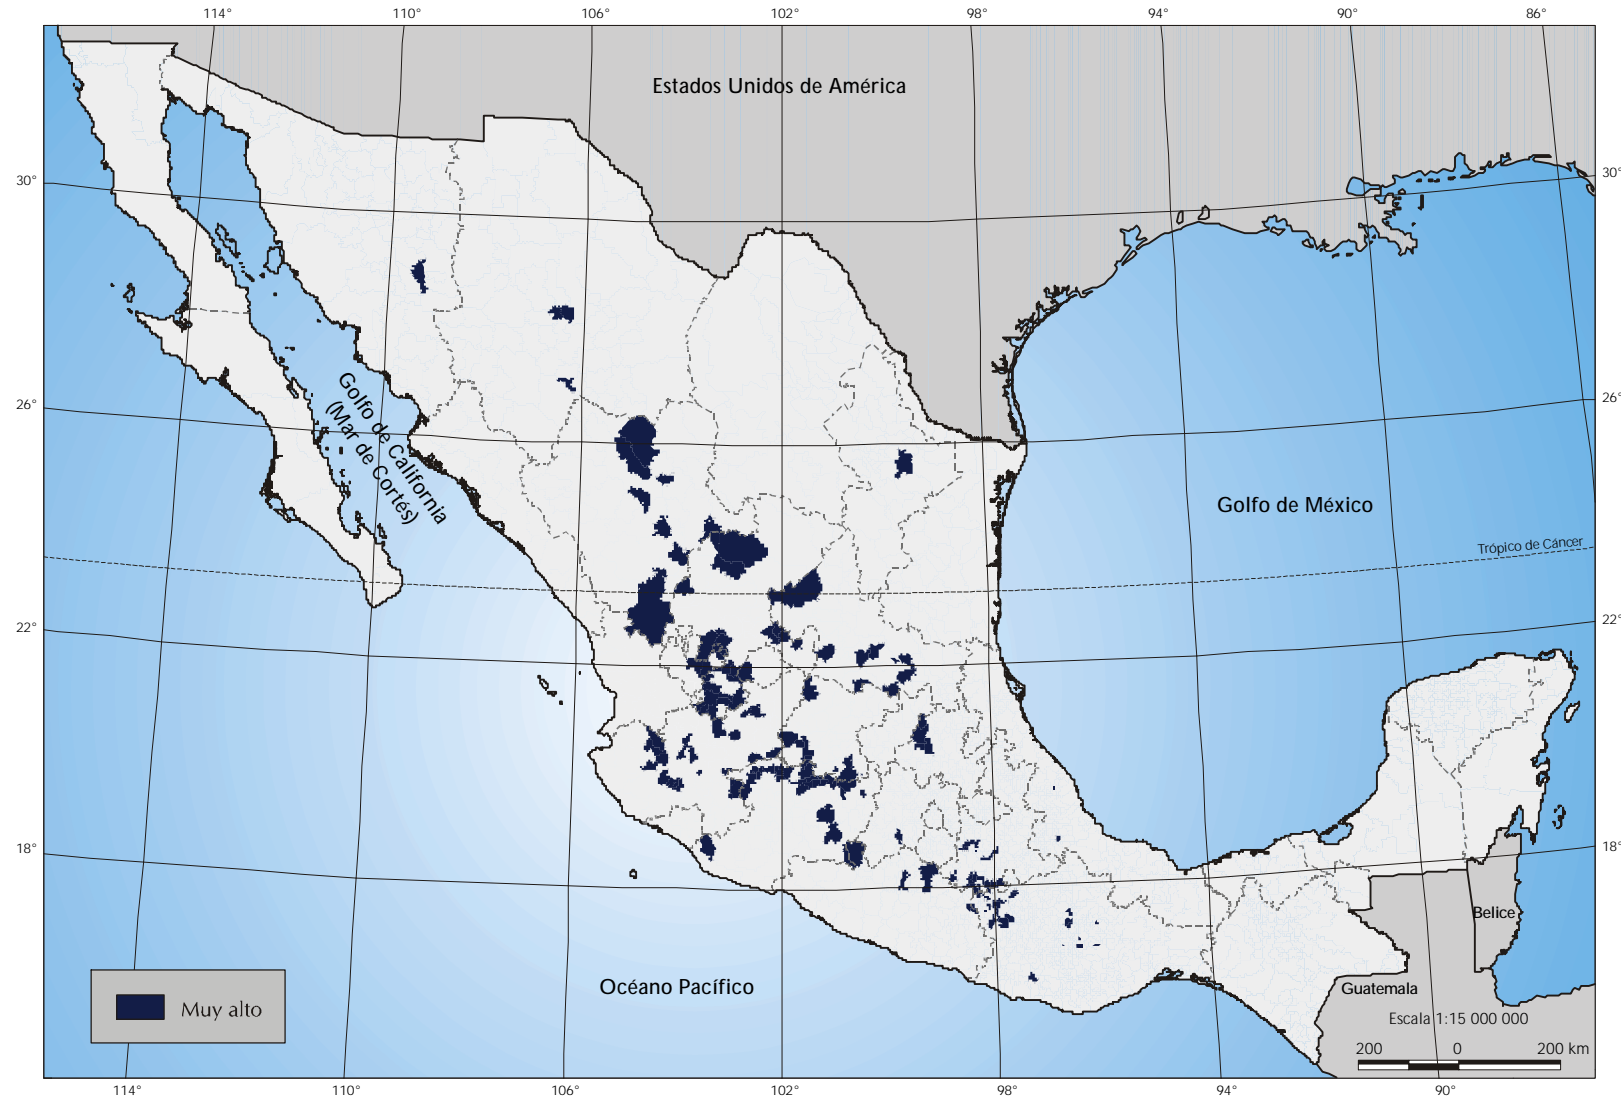 114°
110°
106°
102°
98°
94°
90°
86°
Estados Unidos de América
30°
30°
26°
26°
Golfo de California
(Mar de Cortés)
Golfo de México
Trópico de Cáncer
22°
22°
18°
18°
Belice
Océano Pacífico
Guatemala
Muy alto
Escala 1:15 000 000
200 0 200 km
114°
110°
106°
102°
98°
94°
90°